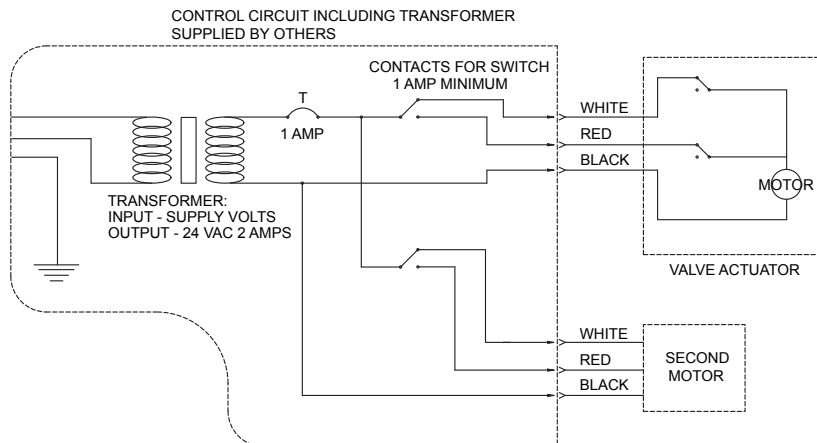 CONTROL CIRCUIT INCLUDING TRANSFORMER
SUPPLIED BY OTHERS
CONTACTS FOR SWITCH
1 AMP MINIMUM
T
1 AMP
WHITE
RED
BLACK
MOTOR
TRANSFORMER:
INPUT - SUPPLY VOLTS
OUTPUT - 24 VAC 2 AMPS
VALVE ACTUATOR
WHITE
RED
BLACK
SECOND
MOTOR